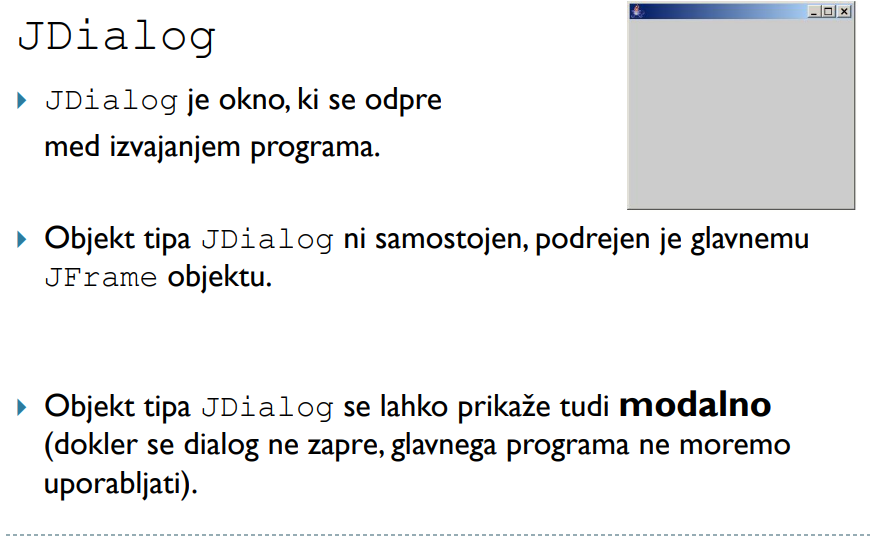 JDialog
JDialog je okno, ki se odpre
med izvajanjem programa.
Objekt tipa JDialog ni samostojen, podrejen je glavnemu
JFrame objektu.
Objekt tipa JDialog se lahko prikaže tudi modalno
(dokler se dialog ne zapre, glavnega programa ne moremo
uporabljati).